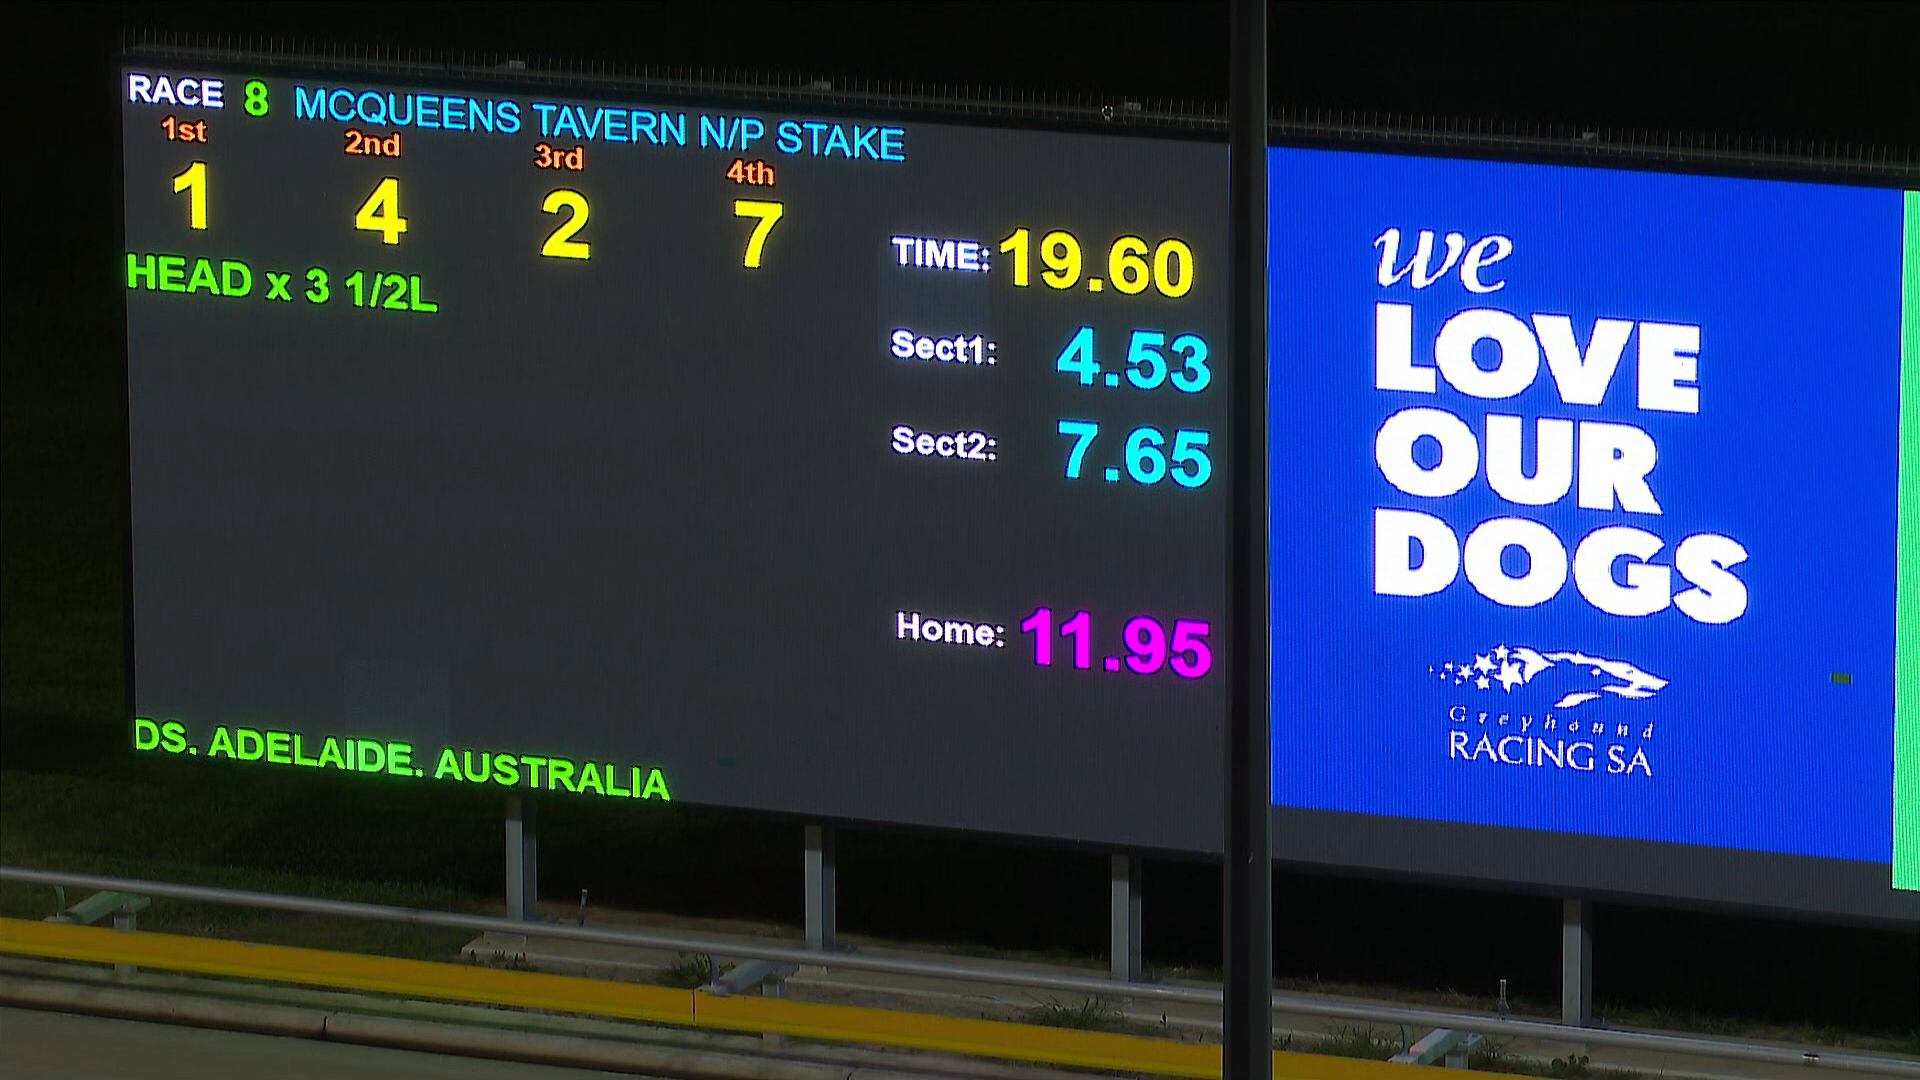 RACE 8 MCQUEENS TAVERN N/P STAKE
1st 2nd 3rd 4th
1 4 2 7
HEAD x 3 1/2L
TIME: 19.60
Sect1: 4.53
Sect2: 7.65
Home: 11.95
DS. ADELAIDE. AUSTRALIA
we
LOVE
OUR
DOGS
Greyhound
RACING SA